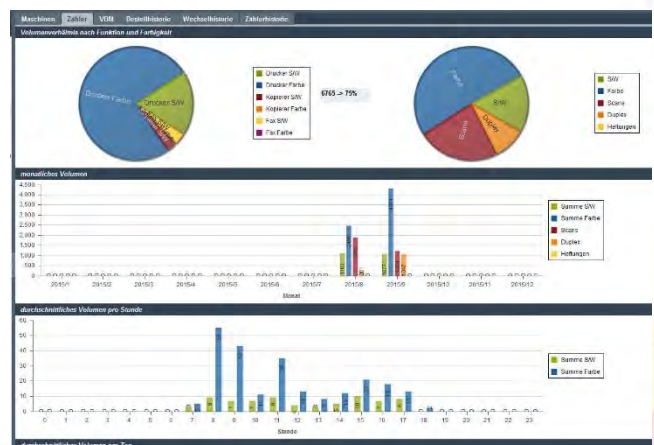 Maschinen Zähler VBM Bestellhistorie Wechselhistorie Zählerhistorie
Volumenverhältnis nach Funktion und Farbigkeit
Drucker Farbe
Drucker S/W
Drucker S/W
Drucker Farbe
Kopierer S/W
Kopierer Farbe
Fax S/W
Fax Farbe
6765 -> 75%
Farbe
S/W
Scans
Duplex
S/W
Farbe
Scans
Duplex
Heftungen
monatliches Volumen
4.500
4.000
3.500
3.000
2.500
2.000
1.500
1.000
500
0
2015/1 2015/2 2015/3 2015/4 2015/5 2015/6 2015/7 2015/8 2015/9 2015/10 2015/11 2015/12
Monat
Summe S/W
Summe Farbe
Scans
Duplex
Heftungen
durchschnittliches Volumen pro Stunde
60
50
40
30
20
10
0
0 1 2 3 4 5 6 7 8 9 10 11 12 13 14 15 16 17 18 19 20 21 22 23
Stunde
Summe S/W
Summe Farbe
durchschnittliches Volumen pro Tag